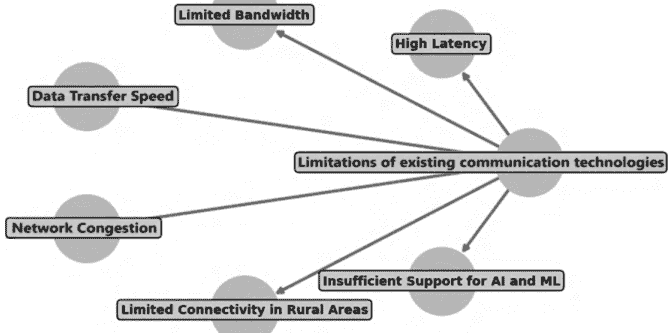 Limited Bandwidth
High Latency
Data Transfer Speed
Limitations of existing communication technologies
Network Congestion
Insufficient Support for AI and ML
Limited Connectivity in Rural Areas